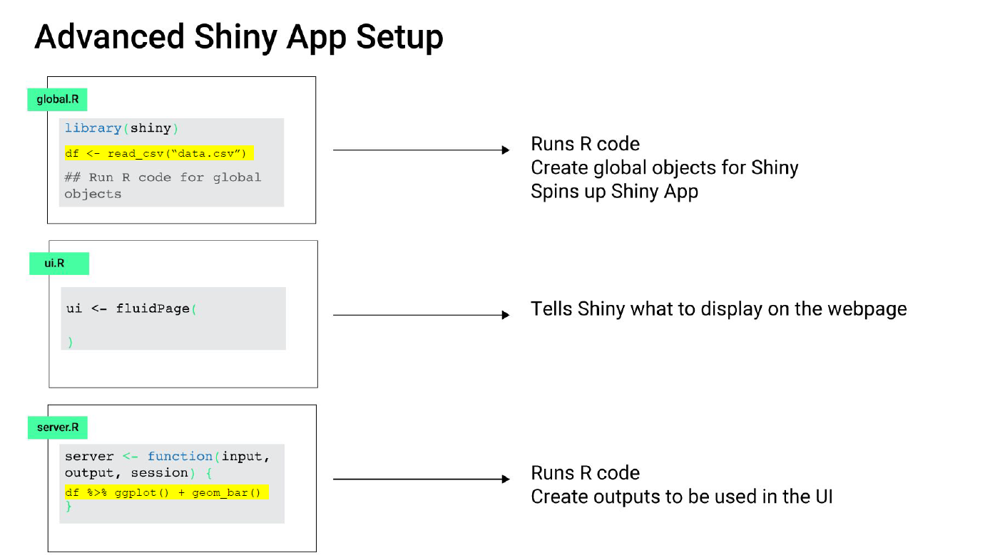 Advanced Shiny App Setup
global.R
library(shiny)
df <- read_csv(“data.csv”)
## Run R code for global
objects
Runs R code
Create global objects for Shiny
Spins up Shiny App
ui.R
ui <- fluidPage(
)
Tells Shiny what to display on the webpage
server.R
server <- function(input,
output, session) {
df %>% ggplot() + geom_bar()
}
Runs R code
Create outputs to be used in the UI